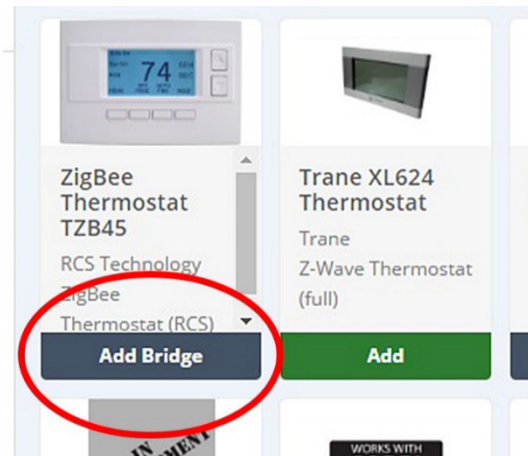 74
ZigBee
Thermostat
TZB45
RCS Technology
ZigBee
Thermostat (RCS)
Add Bridge
Trane XL624
Thermostat
Trane
Z-Wave Thermostat
(full)
Add
IN
WORKS WITH